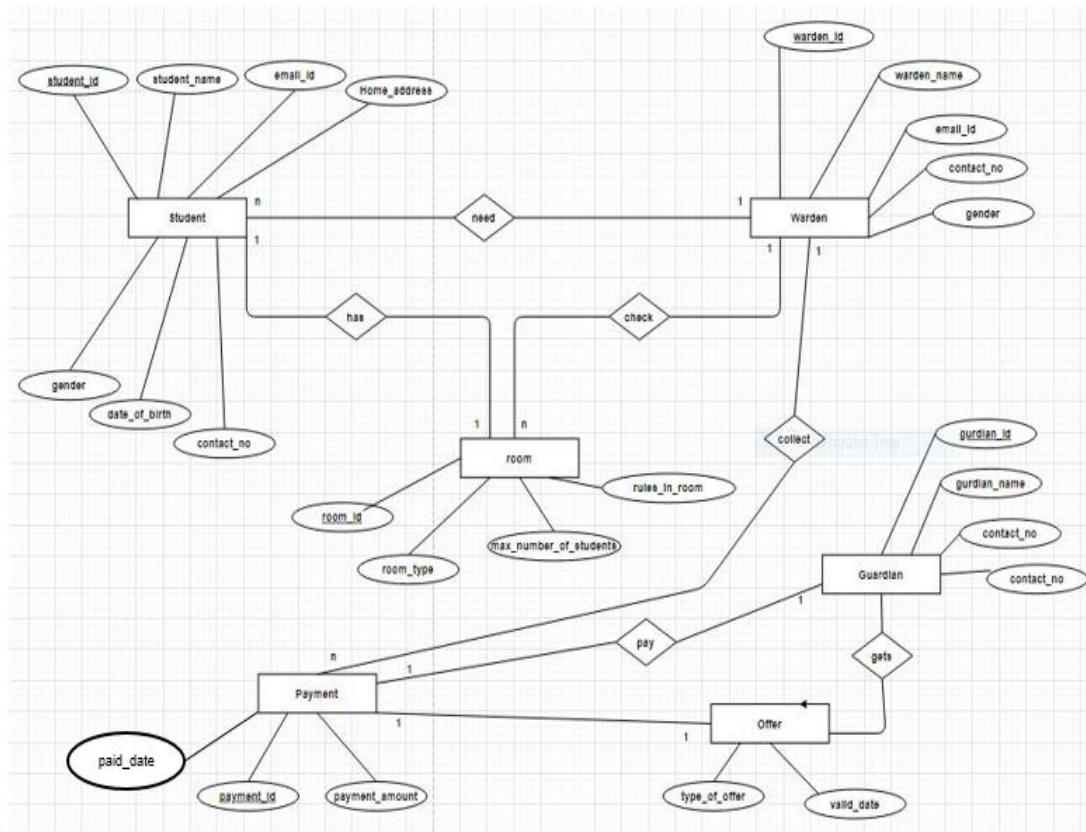 warden_id
student_id
student_name
email_id
Home_address
warden_name
email_id
contact_no
gender
Student
n
need
1
Warden
1
1
1
has
check
gender
date_of_birth
contact_no
1
n
collect
gurdian_id
room
rules_in_room
gurdian_name
room_id
max_number_of_students
room_type
contact_no
Guardian
contact_no
1
n
1
pay
gets
Payment
1
1
Offer
paid_date
payment_id
payment_amount
type_of_offer
valid_date